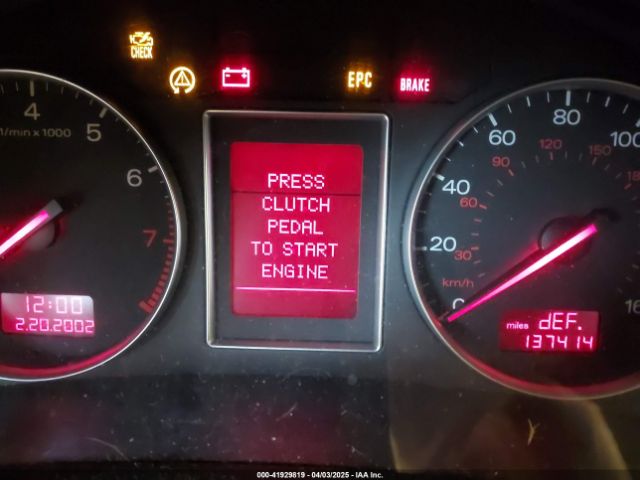 CHECK
EPC
BRAKE
4
1/min x 1000
5
6
7
12:00
2.20.2002
PRESS
CLUTCH
PEDAL
TO START
ENGINE
60
80
100
90
120
150
40
60
20
30
km/h
miles
dEF.
137414
000-41929819 - 04/03/2025 - IAA Inc.